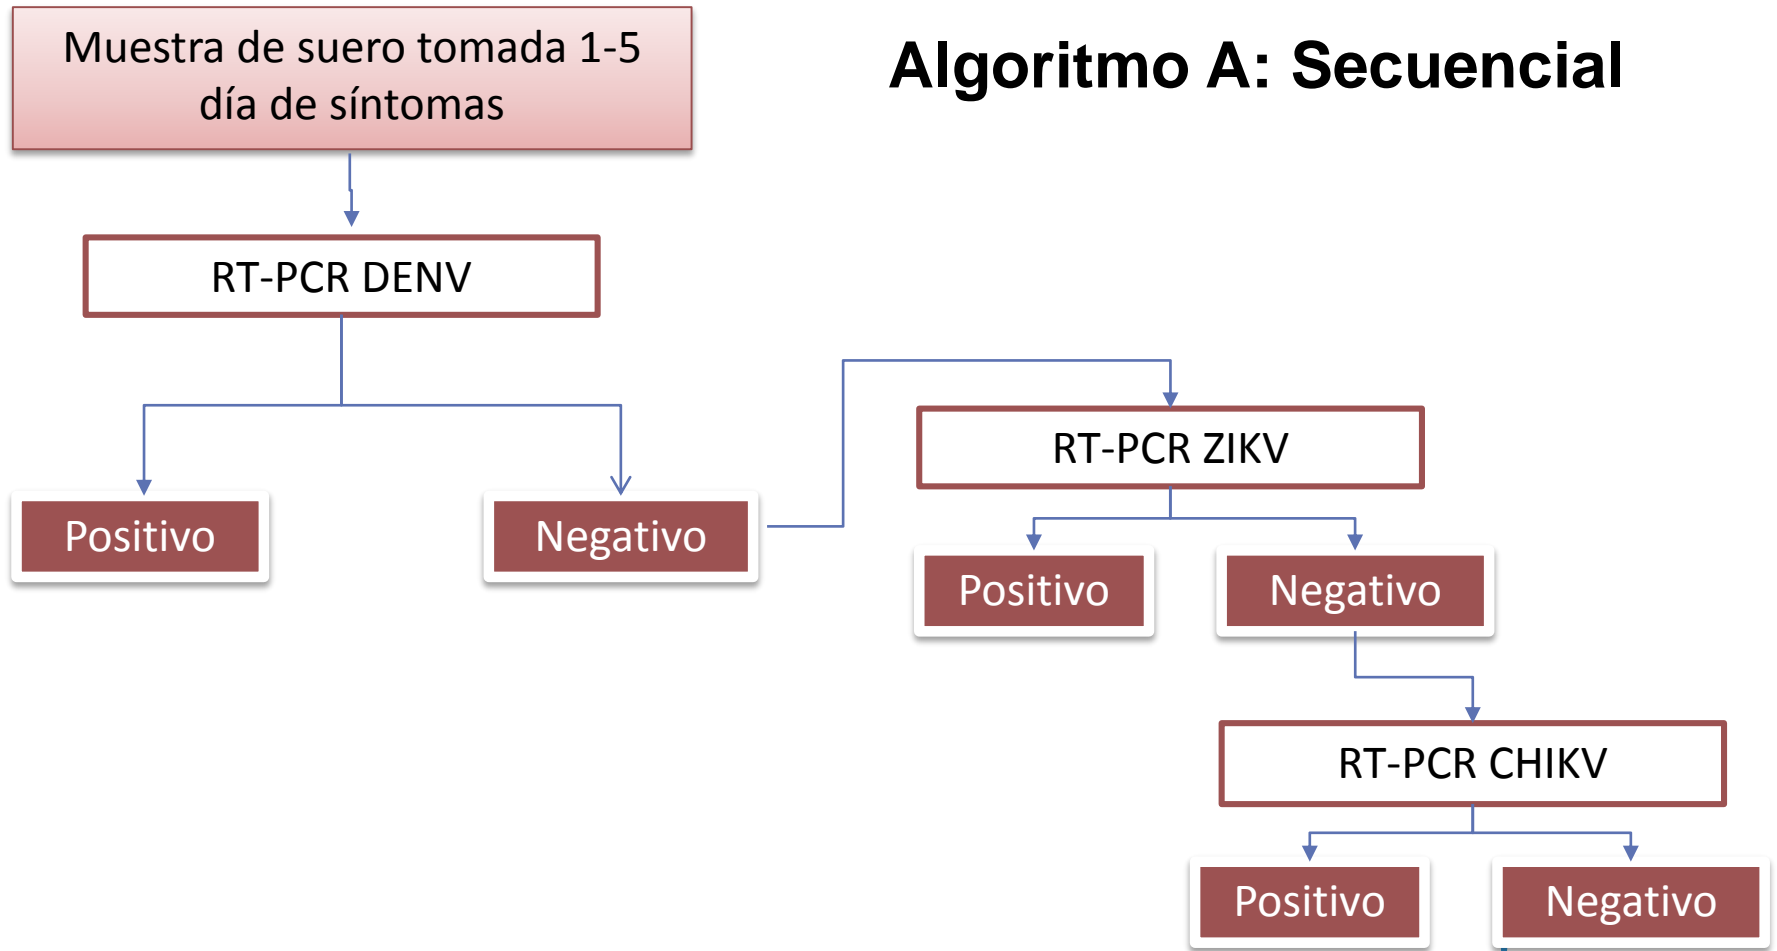 Muestra de suero tomada 1-5
día de síntomas
Algoritmo A: Secuencial
RT-PCR DENV
Positivo
Negativo
RT-PCR ZIKV
Positivo
Negativo
RT-PCR CHIKV
Positivo
Negativo